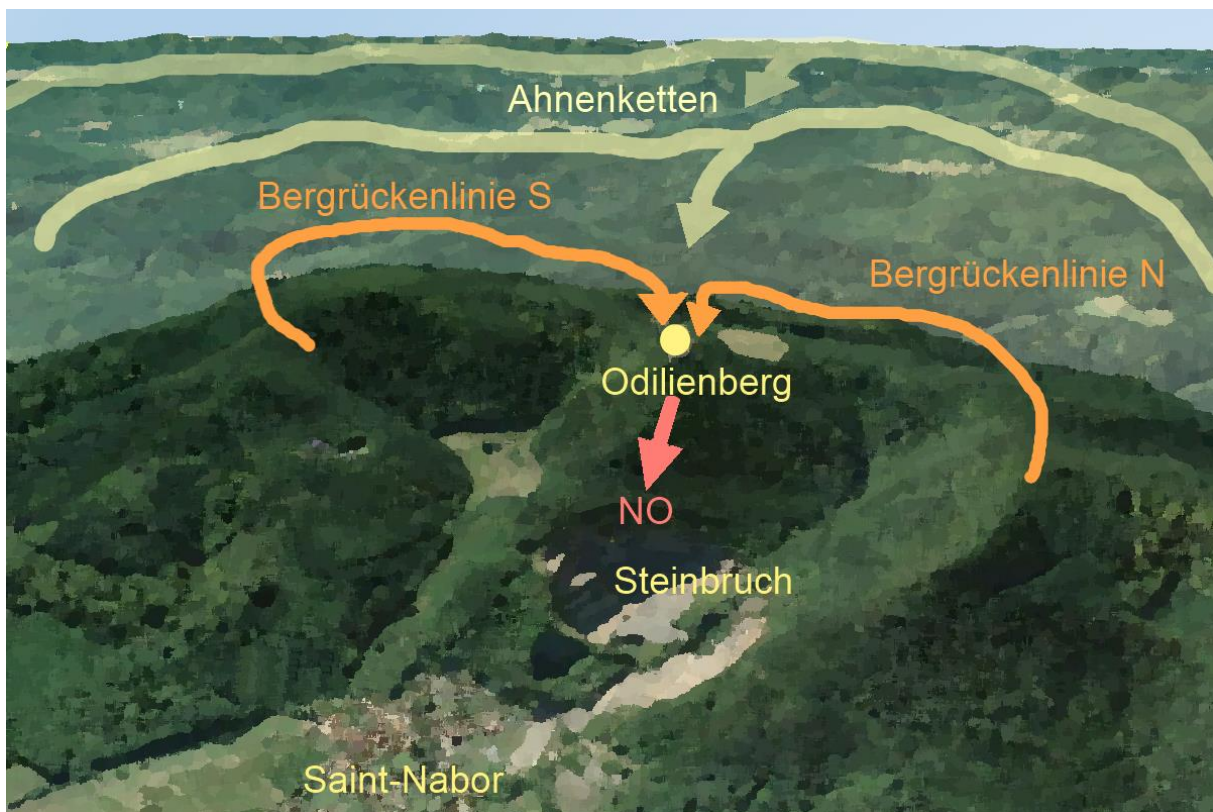 Ahnenketten
Bergrückenlinie S
Bergrückenlinie N
Odilienberg
NO
Steinbruch
Saint-Nabor